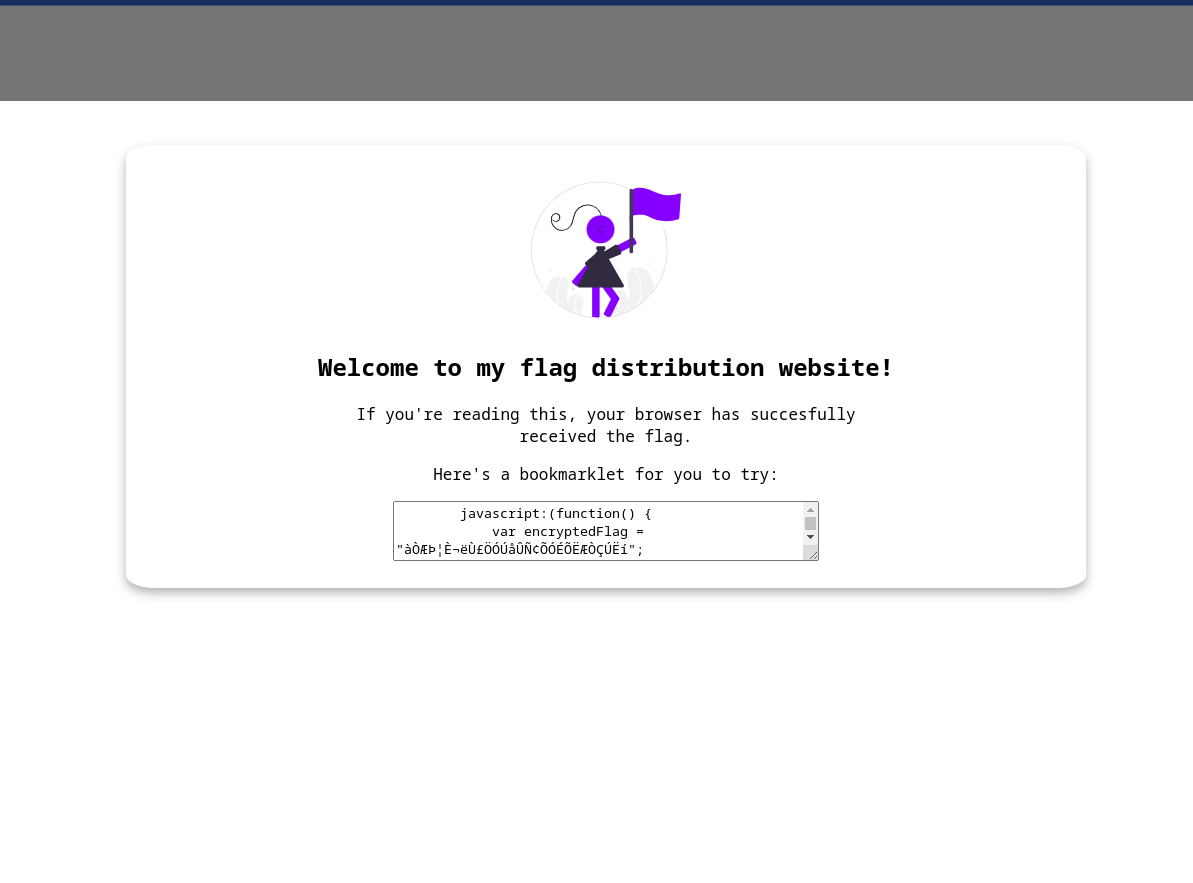 Welcome to my flag distribution website!
If you're reading this, your browser has succesfully
received the flag.
Here's a bookmarklet for you to try:
javascript:(function() {
var encryptedFlag =
"àÒÆÞ¦È¬ëÙ£ÖÓÚåÛÑ¢ÕÓÉÕËÆÒÇÚËí";